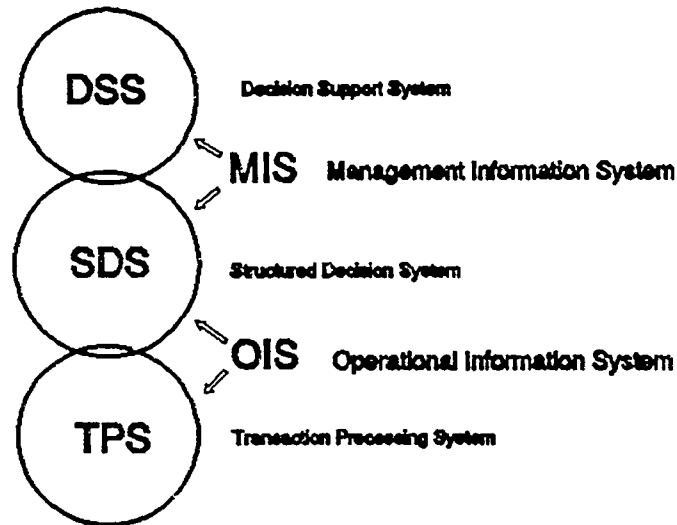 DSS Decision Support System
MIS Management Information System
SDS Structured Decision System
OIS Operational Information System
TPS Transaction Processing System